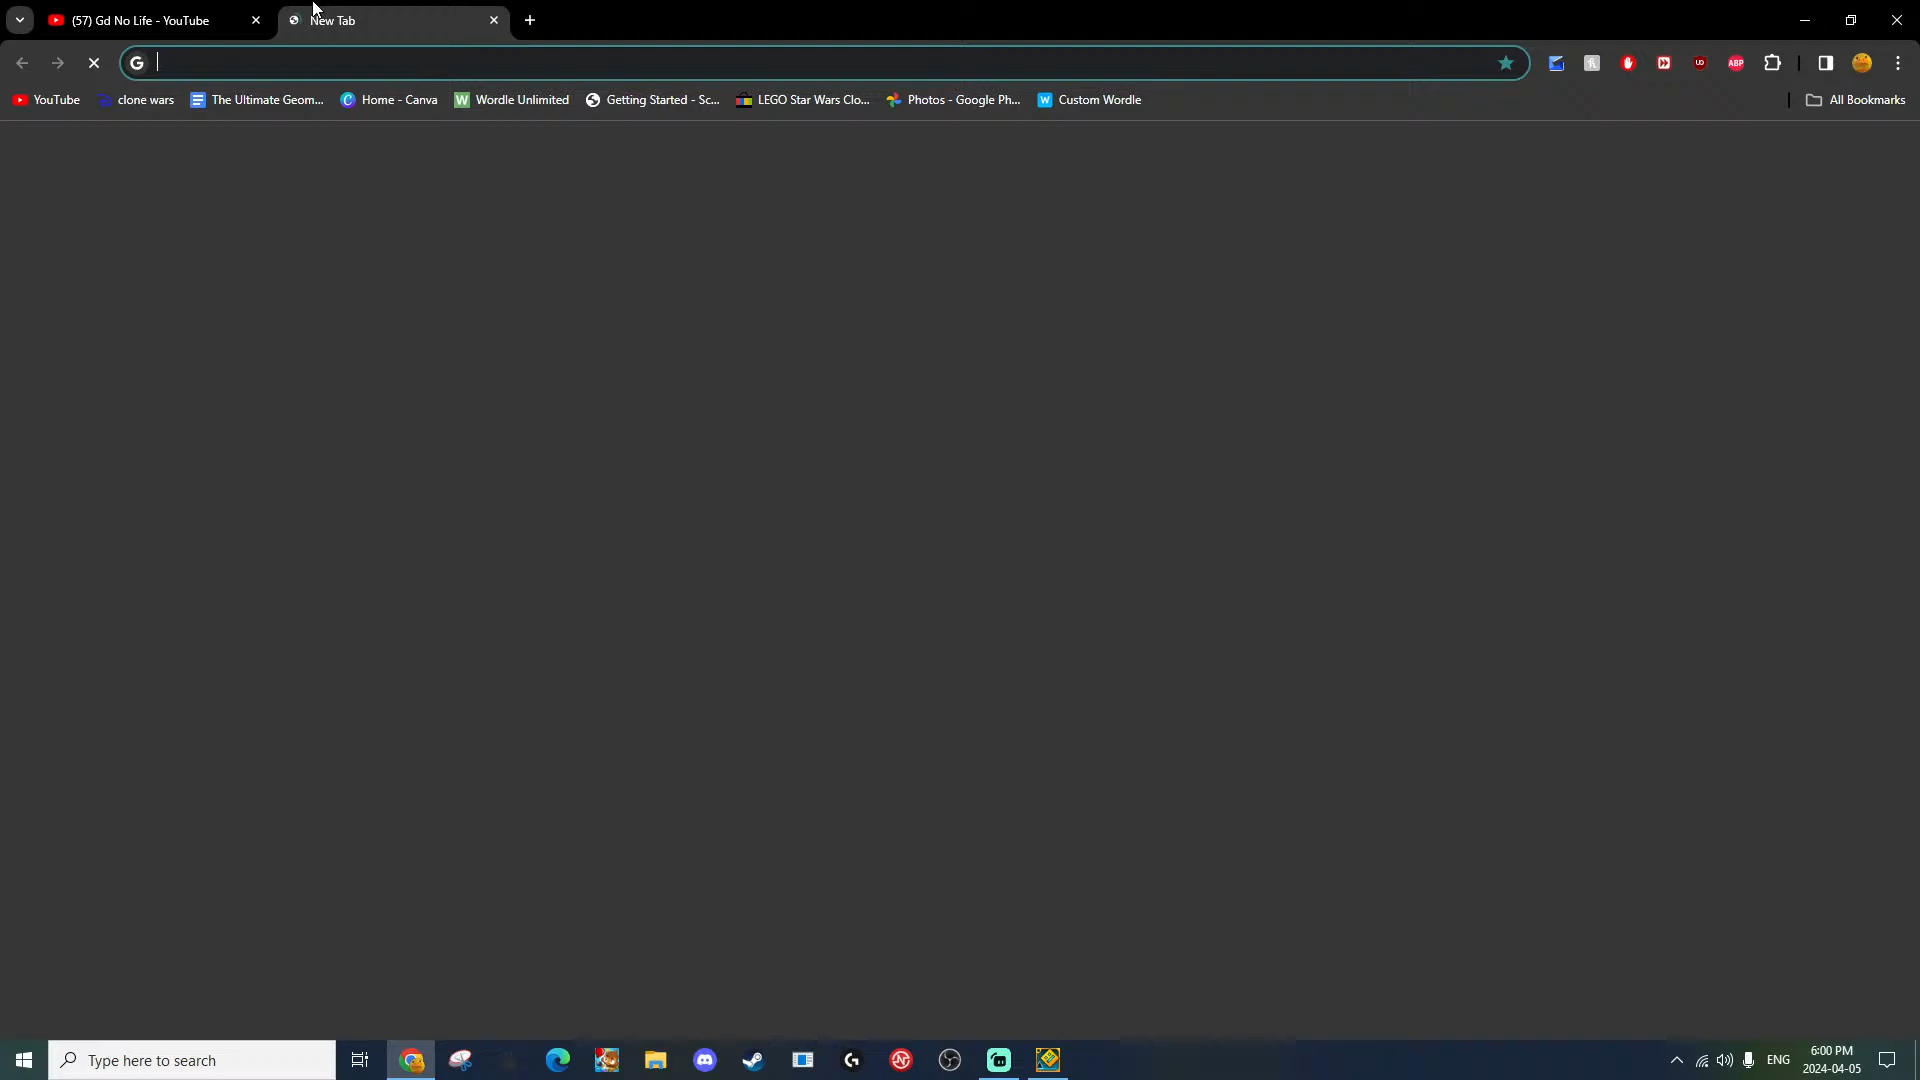 (57) Gd No Life - YouTube
New Tab
G
YouTube
clone wars
The Ultimate Geom...
Home - Canva
W Wordle Unlimited
Getting Started - Sc...
LEGO Star Wars Clo...
Photos - Google Ph...
W Custom Wordle
All Bookmarks
UD
ABP
Type here to search
ENG
6:00 PM
2024-04-05